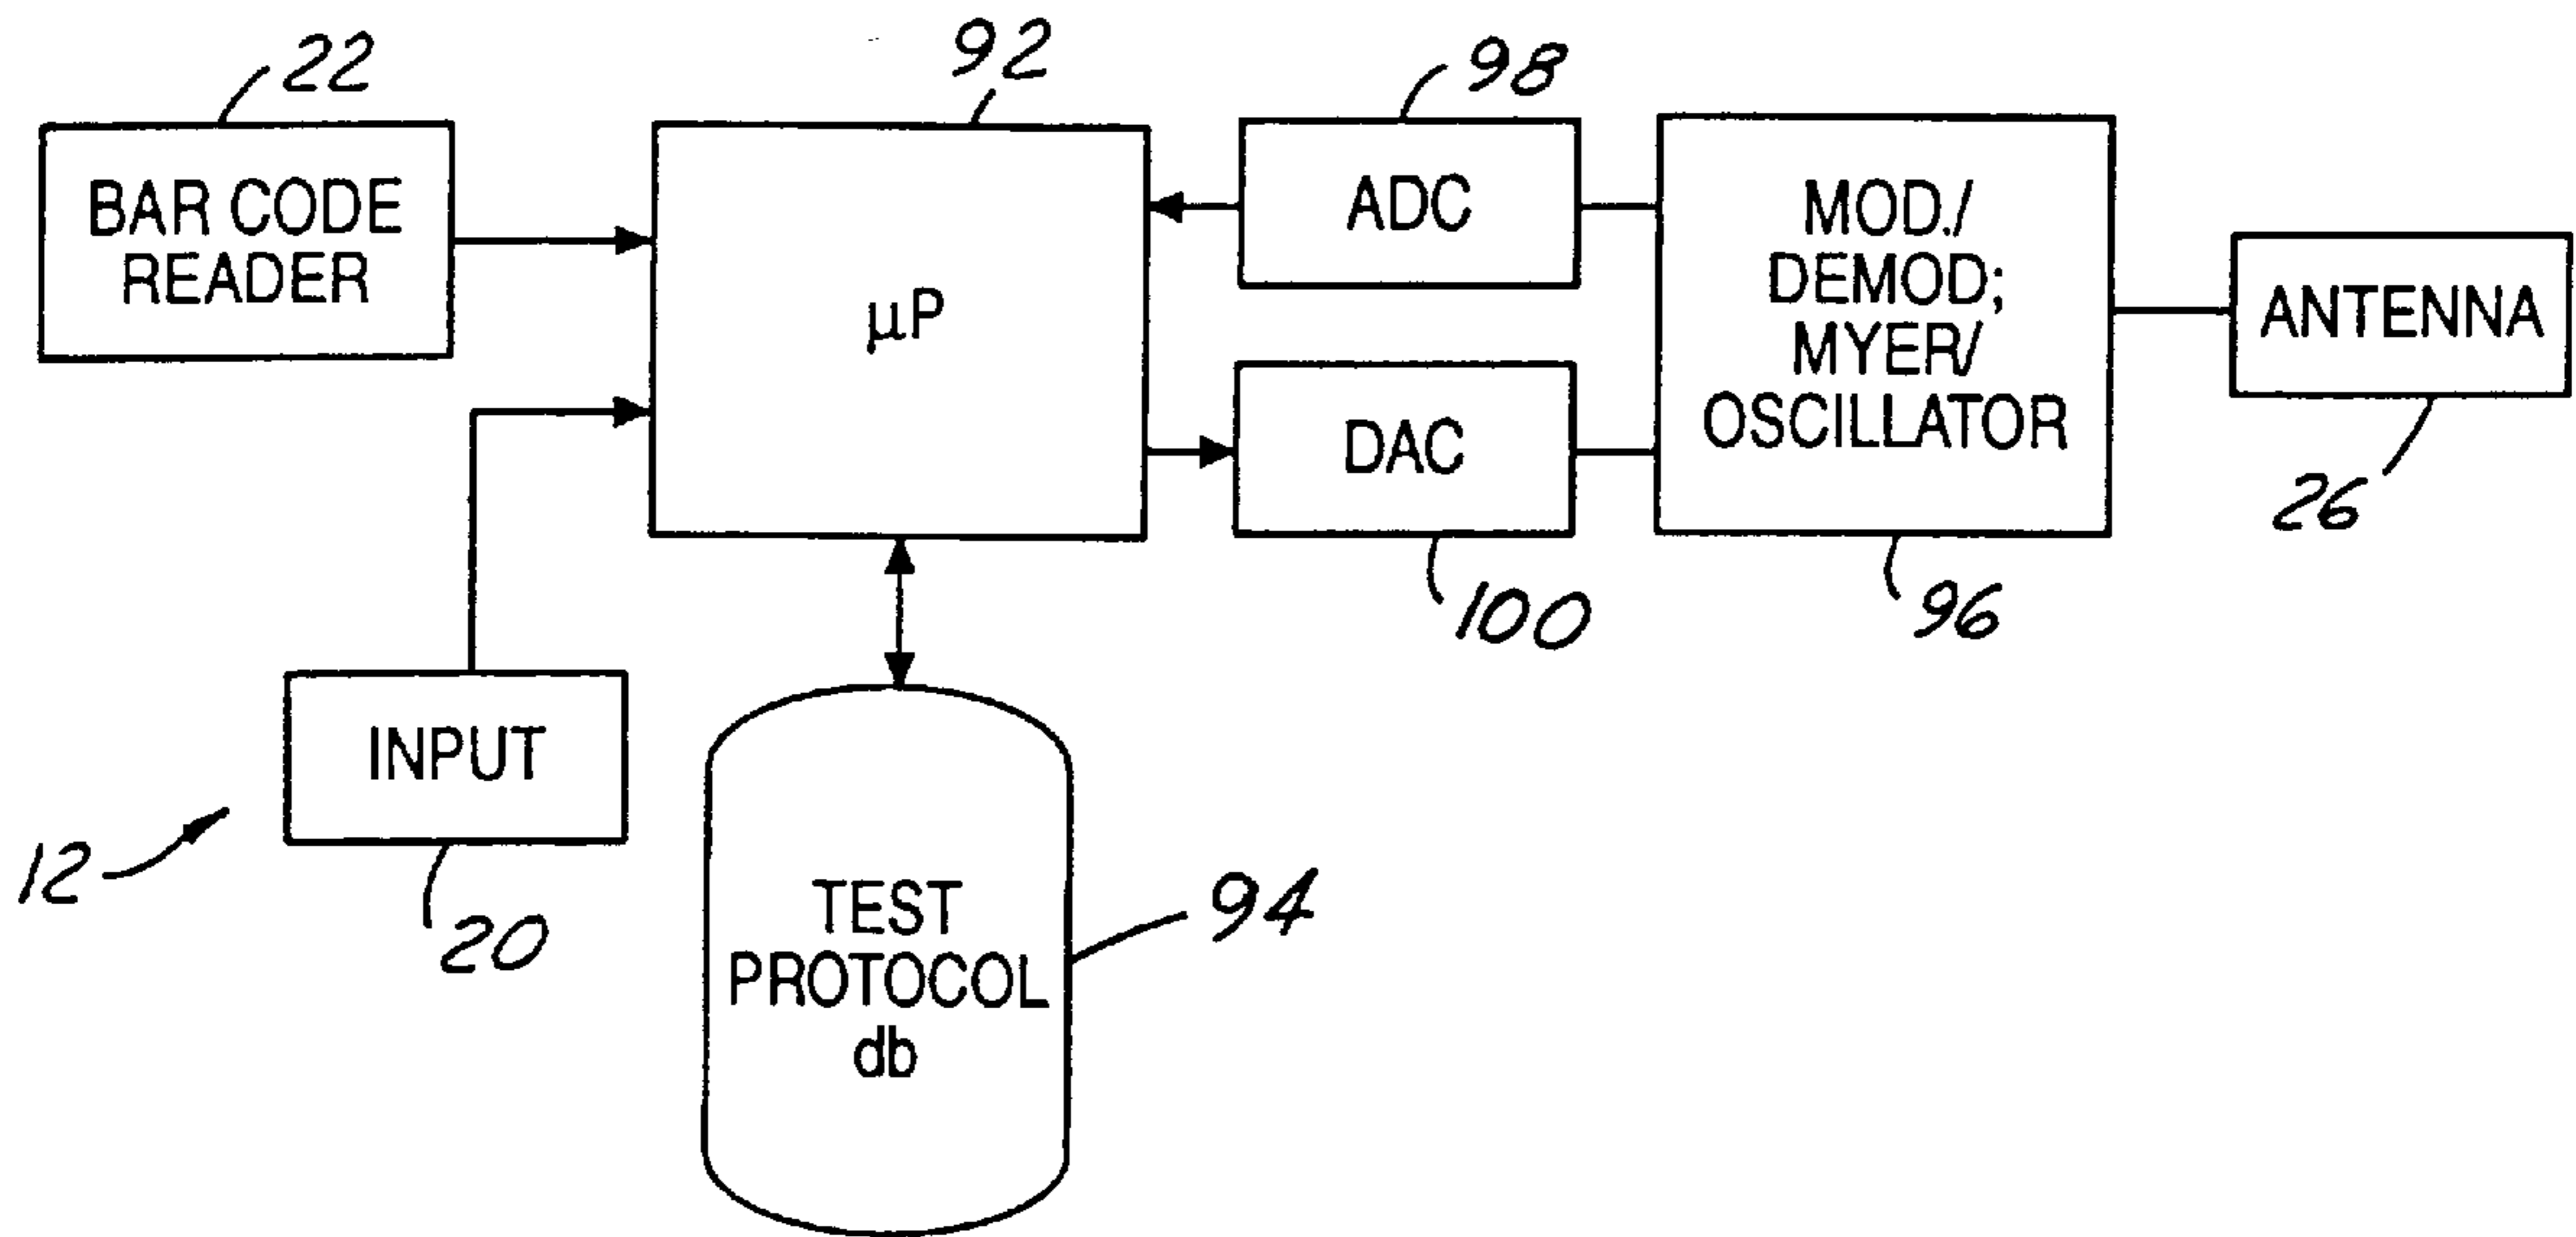 22
92
98
BAR CODE
READER
μP
ADC
MOD./
DEMOD;
MYER/
OSCILLATOR
ANTENNA
DAC
26
100
96
INPUT
12
20
TEST
PROTOCOL
db
94